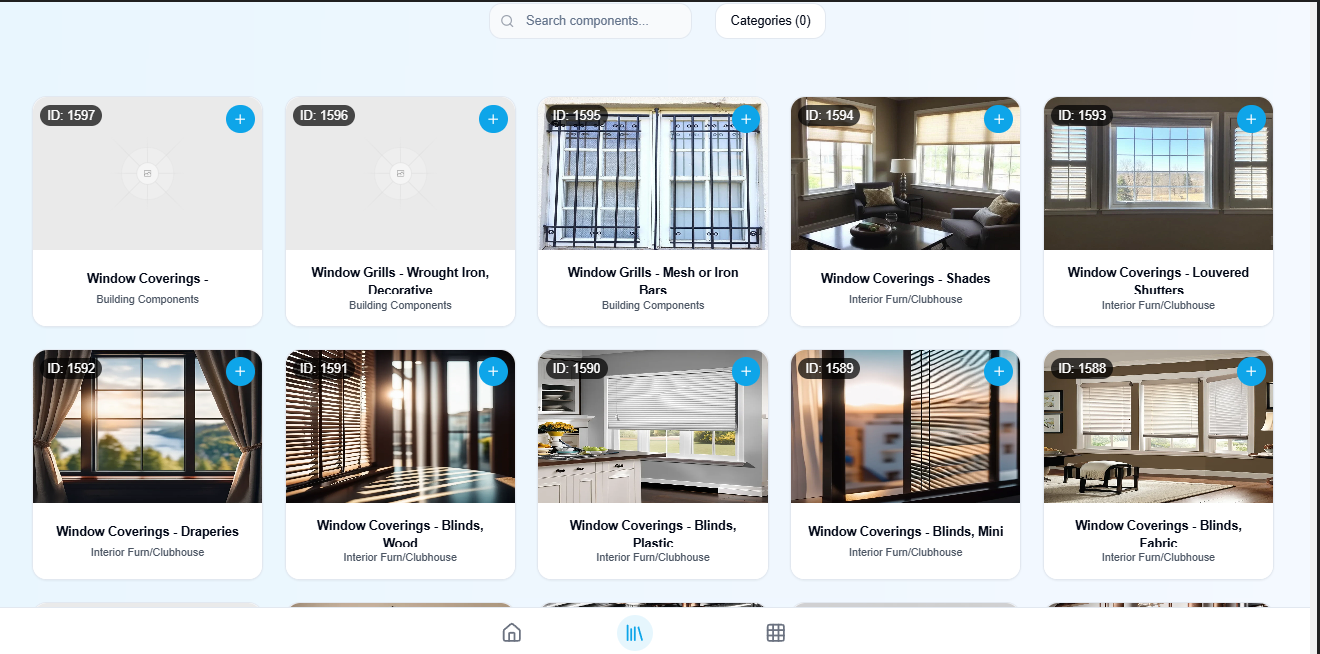 Search components...
Categories (0)
ID: 1597
ID: 1596
ID: 1595
ID: 1594
ID: 1593
Window Coverings -
Building Components
Window Grills - Wrought Iron,
Decorative
Building Components
Window Grills - Mesh or Iron
Bars
Building Components
Window Coverings - Shades
Interior Furn/Clubhouse
Window Coverings - Louvered
Shutters
Interior Furn/Clubhouse
ID: 1592
ID: 1591
ID: 1590
ID: 1589
ID: 1588
Window Coverings - Draperies
Interior Furn/Clubhouse
Window Coverings - Blinds,
Wood
Interior Furn/Clubhouse
Window Coverings - Blinds,
Plastic
Interior Furn/Clubhouse
Window Coverings - Blinds, Mini
Interior Furn/Clubhouse
Window Coverings - Blinds,
Fabric
Interior Furn/Clubhouse